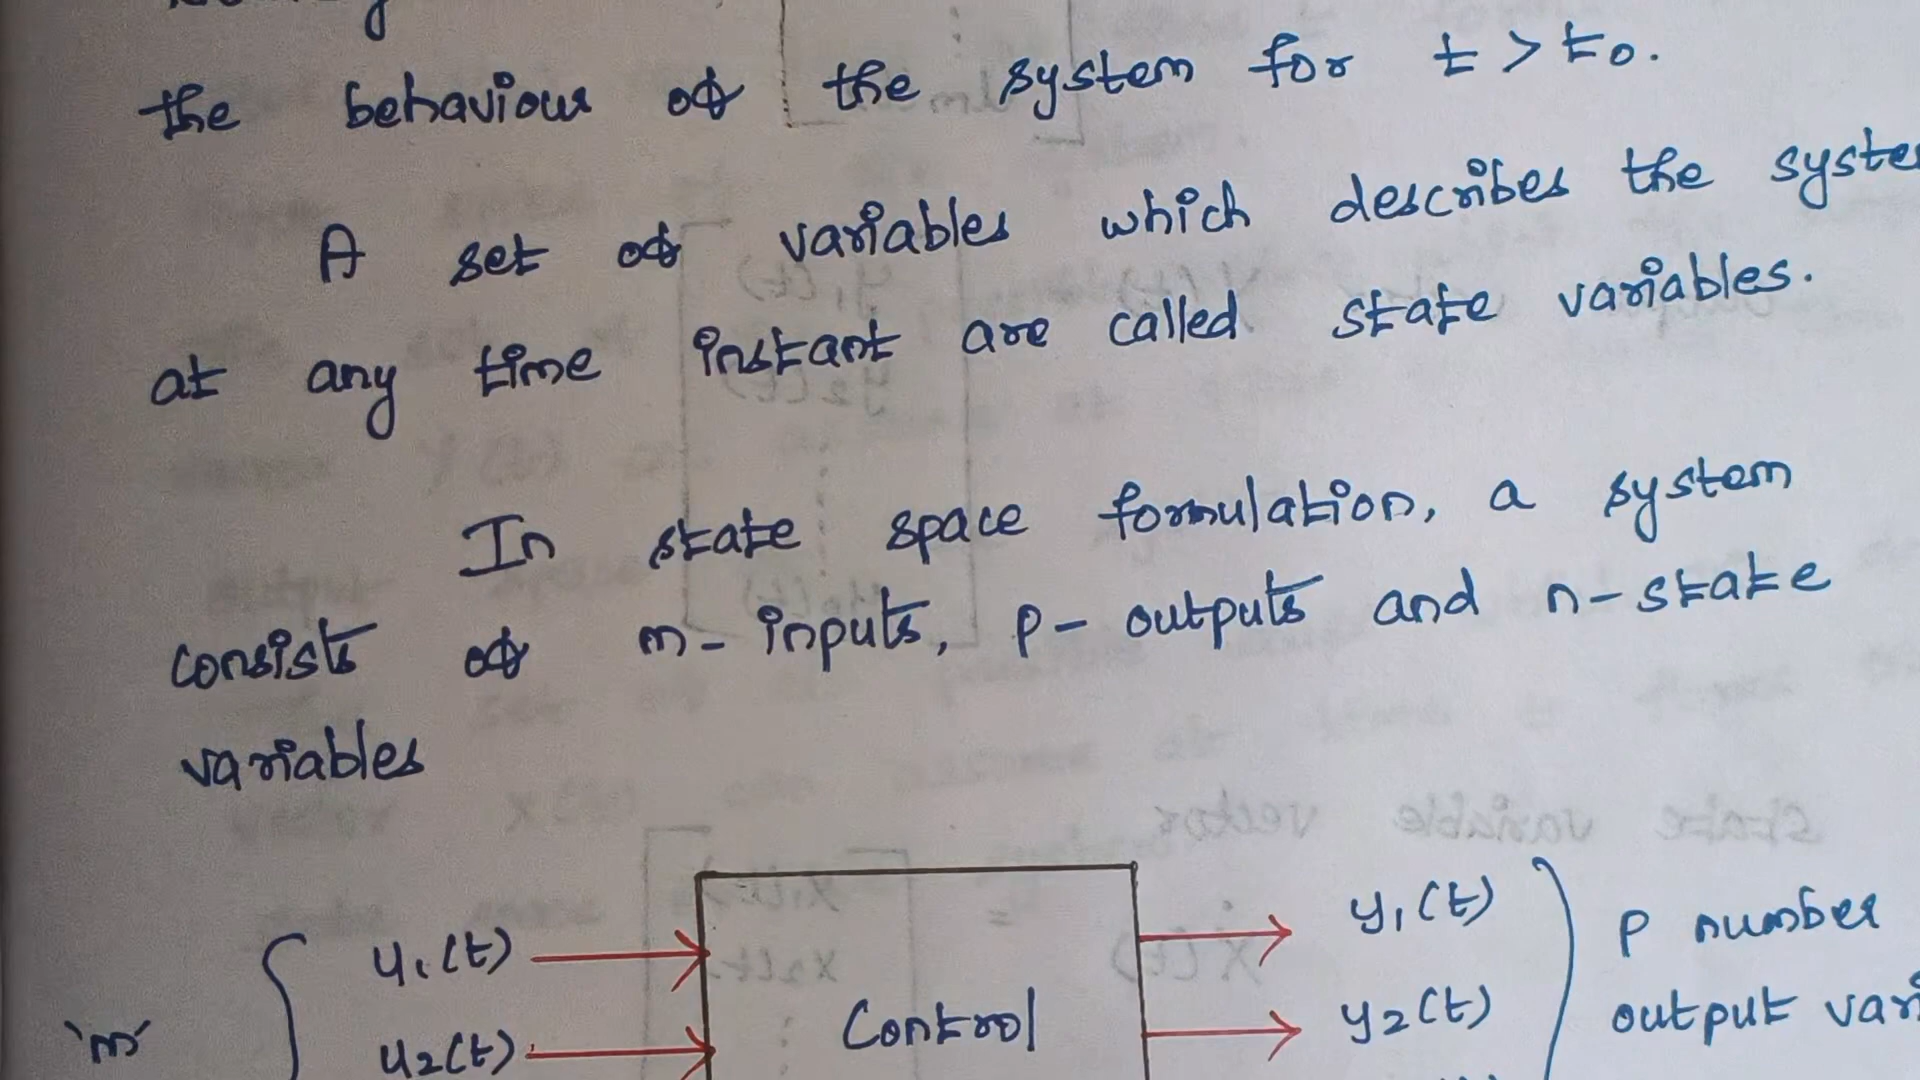 the behaviour of the system for t > t0.
A set of variables which describes the
at any time instant are called state variables.
In state space formulation, a system
consists of m- inputs, p- outputs and n-state
variables
u1(t) y1(t) p number
'm' u2(t) Control y2(t) output